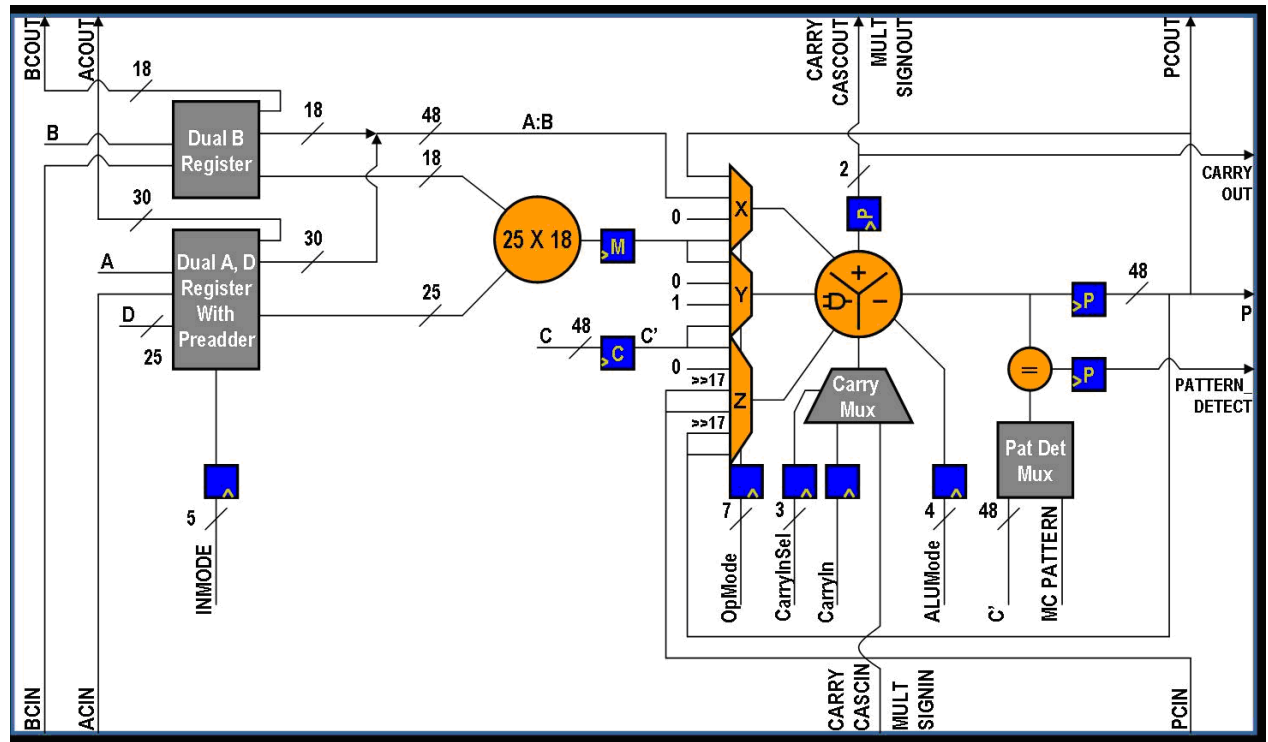 BCOUT
ACOUT
CARRY
CASCOUT
MULT
SIGNOUT
PCOUT
18
B
Dual B
Register
18
48
A:B
18
30
A
D
25
Dual A, D
Register
With
Preadder
30
25
25 X 18
M
0
X
0
1
Y
C
48
C
C'
0
>>17
Z
>>17
2
P
+
−
CARRY
OUT
P
48
P
=
P
PATTERN_
DETECT
Carry
Mux
Pat Det
Mux
5
INMODE
7
OpMode
3
CarryInSel
CarryIn
4
ALUMode
48
C'
MC PATTERN
BCIN
ACIN
CARRY
CASCIN
MULT
SIGNIN
PCIN